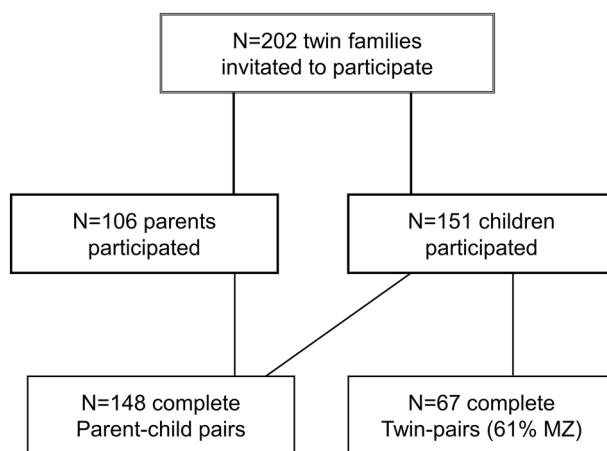 N=202 twin families
invitated to participate
N=106 parents
participated
N=151 children
participated
N=148 complete
Parent-child pairs
N=67 complete
Twin-pairs (61% MZ)